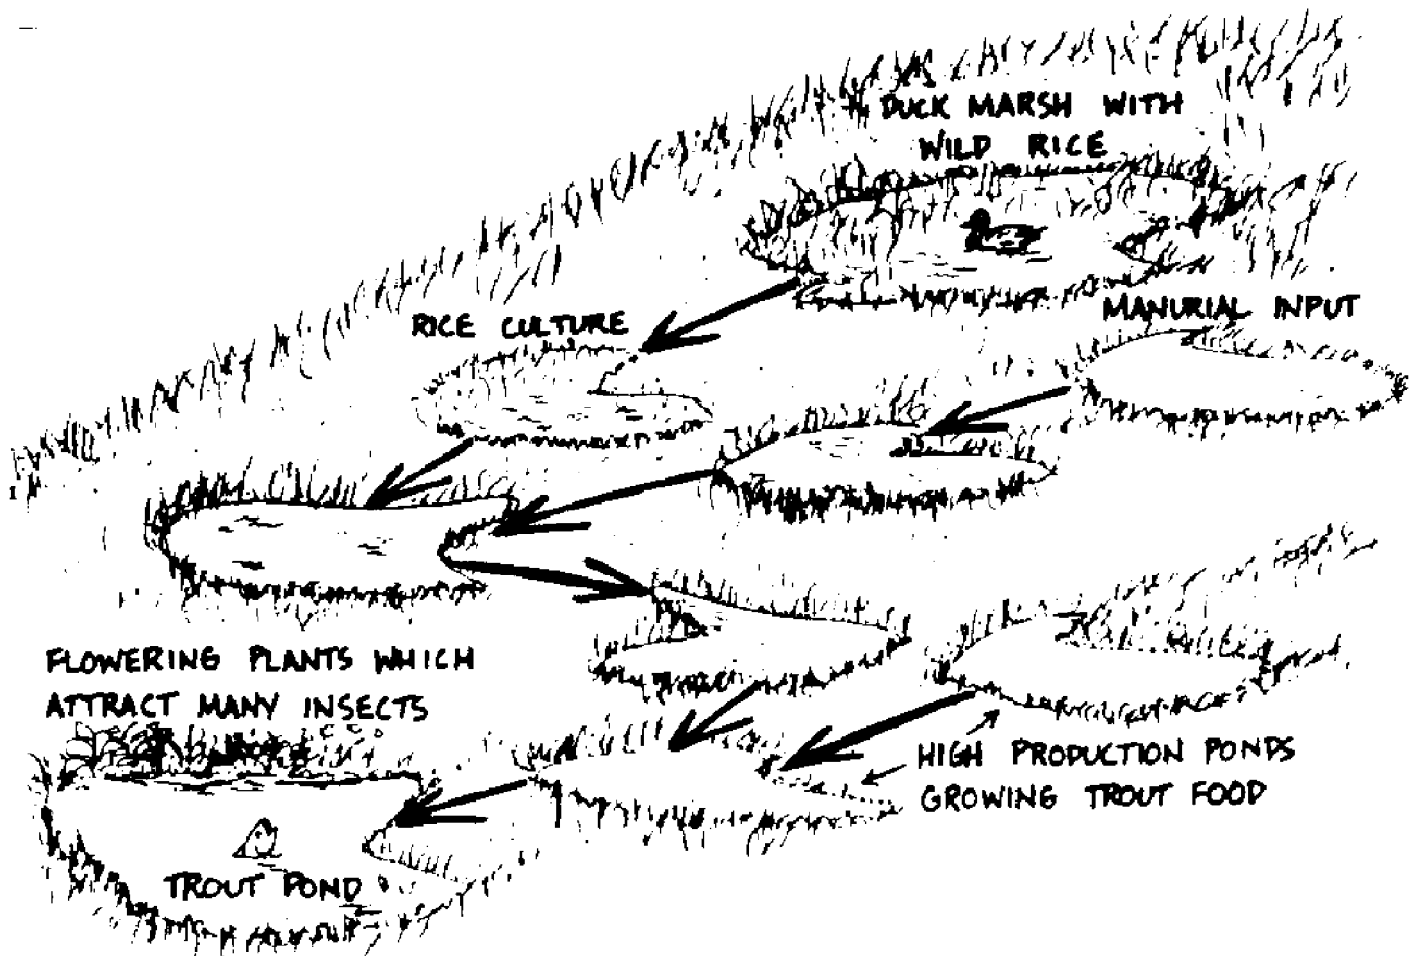 DUCK MARSH WITH
WILD RICE
MANURIAL INPUT
RICE CULTURE
FLOWERING PLANTS WHICH
ATTRACT MANY INSECTS
HIGH PRODUCTION PONDS
GROWING TROUT FOOD
TROUT POND